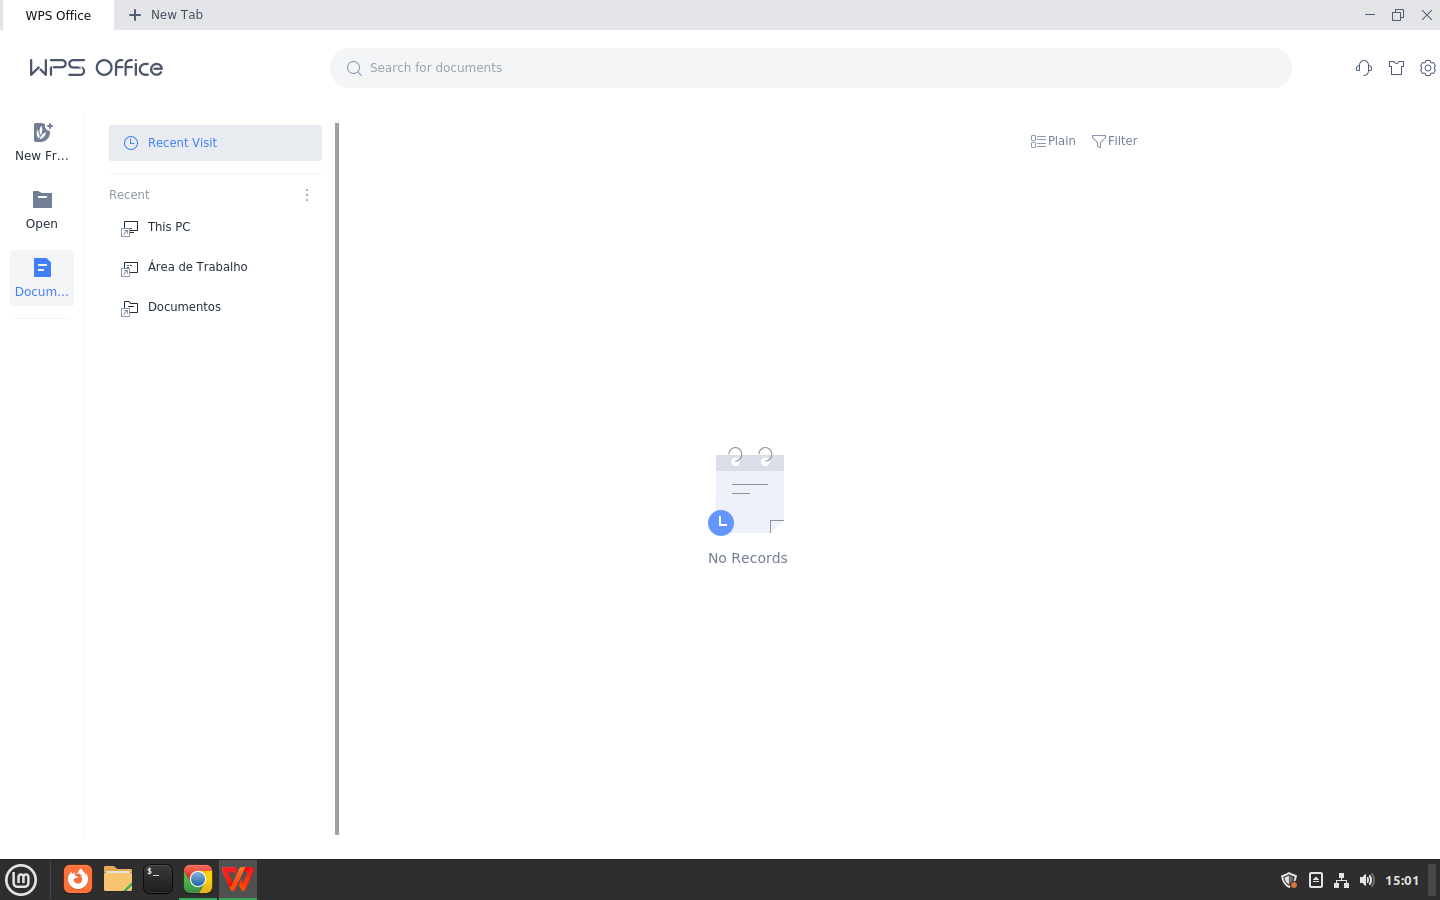 WPS Office
New Tab
WPS Office
Search for documents
New Fr...
Open
Docum...
Recent Visit
Recent
This PC
Área de Trabalho
Documentos
Plain
Filter
No Records
$_
lm
15:01